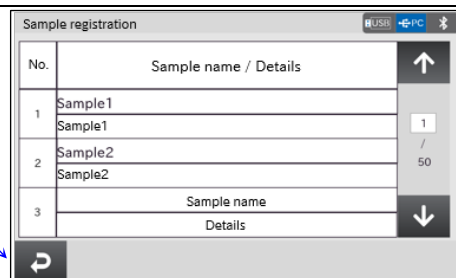 Sample registration
USB
PC
No.
Sample name / Details
1
Sample1
Sample1
2
Sample2
Sample2
3
Sample name
Details
1
/
50